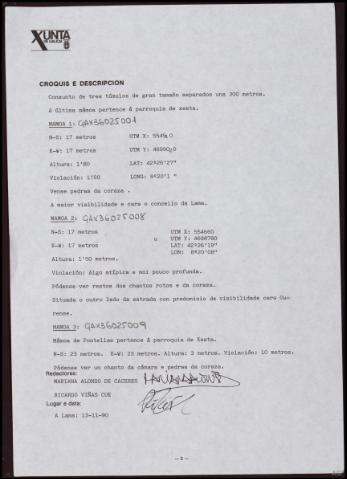 XUNTA
DE GALICIA
CROQUIS E DESCRIPCION
Conxunto de tres túmulos de gran tamaño separados uns 300 metros.
A última mámoa pertence á parroquia de xesta.
MAMOA 1: GAX36025001
N-S: 17 metros UTM X:
E-W: 17 metros UTM Y:
Altura: 1'80 LAT: 42º26'27"
Violación: 1'80 LONG: 8º20'1 "
Vense pedras da coraza .
A maior visibilidade e cara o concello da Lama.
MAMOA 2: GAX36025008
N-S: 17 metros UTM X: 554660
u UTM Y: 4698780
E-W: 17 metros LAT: 42º26'19"
LON: 8º20'08"
Altura: 1'50 metros.
Violación: Algo atípica e moi pouco profunda.
Pódense ver restos dos chantos rotos e da coraza.
Situada o outro lado da estrada con predominio de visibilidade cara Ou-
rense.
MAMOA 3: GAX36025009
Mámoa de Pontellas pertence á parroquia de Xesta.
N-S: 23 metros. E-W: 23 metros. Altura: 3 metros. Violación: 10 metros.
Pódense ver un chanto da cámara e pedras da coraza.
Redactores:
MARIANA ALONSO DE CACERES
RICARDO VIÑAS CUE
Lugar e data:
A Lama: 13-11-90